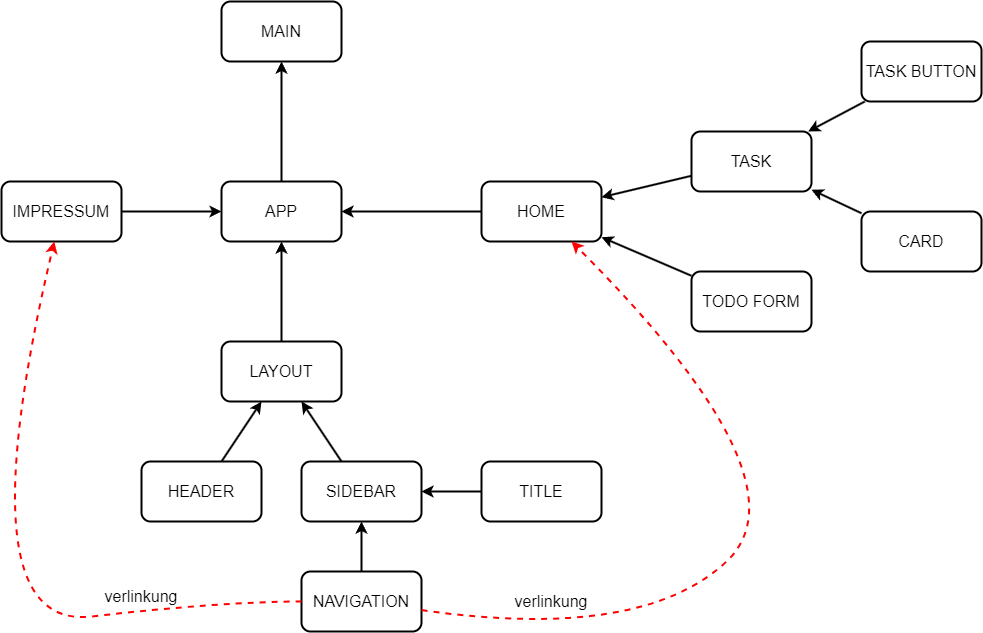 MAIN
TASK BUTTON
TASK
IMPRESSUM
APP
HOME
CARD
TODO FORM
LAYOUT
HEADER
SIDEBAR
TITLE
verlinkung
NAVIGATION
verlinkung